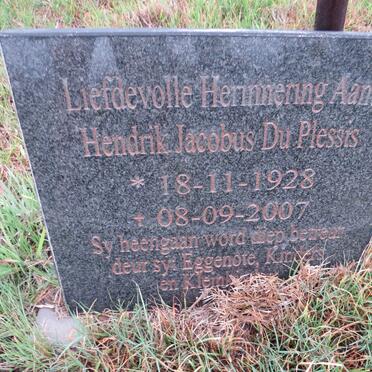 Liefdevolle Herinnering Aan
Hendrik Jacobus Du Plessis
* 18-11-1928
+ 08-09-2007
Sy heengaan word diep betreur
deur sy Eggenote, Kinders
en Klein